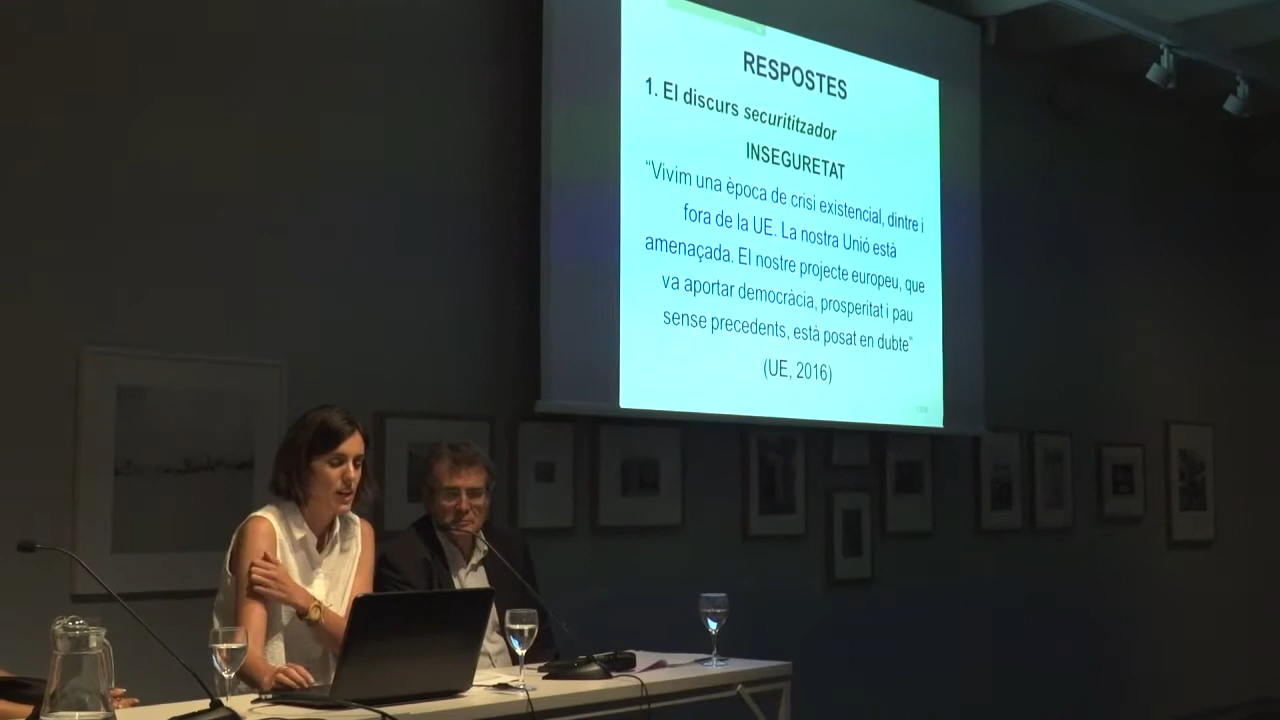 RESPOSTES
1. El discurs securititzador
INSEGURETAT
“Vivim una època de crisi existencial, dintre i
fora de la UE. La nostra Unió està
amenaçada. El nostre projecte europeu, que
va aportar democràcia, prosperitat i pau
sense precedents, està posat en dubte”
(UE, 2016)